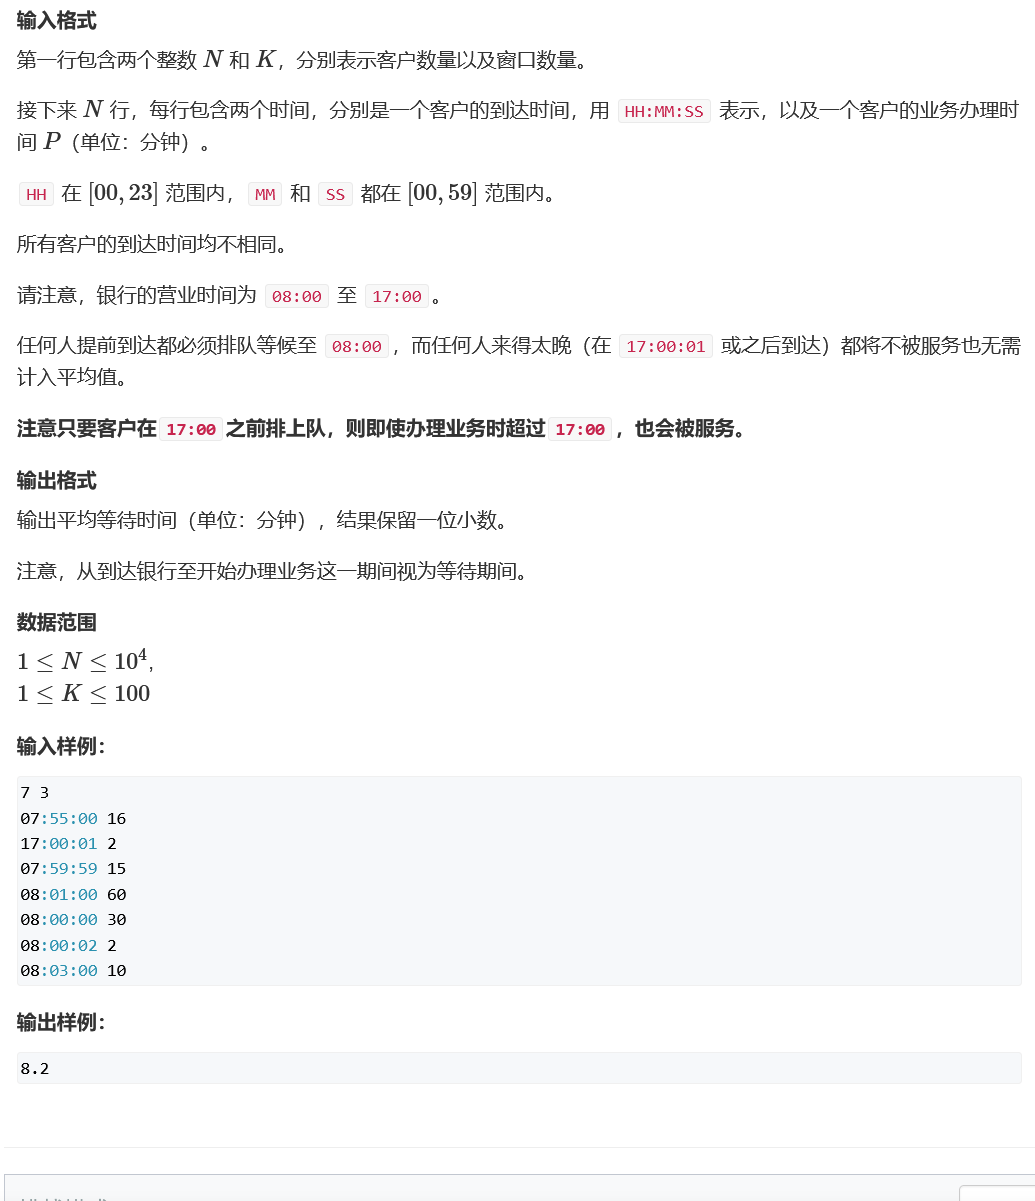 输入格式
第一行包含两个整数 N 和 K，分别表示客户数量以及窗口数量。
接下来 N 行，每行包含两个时间，分别是一个客户的到达时间，用 HH:MM:SS 表示，以及一个客户的业务办理时
间 P（单位：分钟）。
HH 在 [00, 23] 范围内， MM 和 SS 都在 [00, 59] 范围内。
所有客户的到达时间均不相同。
请注意，银行的营业时间为 08:00 至 17:00 。
任何人提前到达都必须排队等候至 08:00 ，而任何人来得太晚（在 17:00:01 或之后到达）都将不被服务也无需
计入平均值。
注意只要客户在 17:00 之前排上队，则即使办理业务时超过 17:00 ，也会被服务。
输出格式
输出平均等待时间（单位：分钟），结果保留一位小数。
注意，从到达银行至开始办理业务这一期间视为等待期间。
数据范围
1 ≤ N ≤ 10^4,
1 ≤ K ≤ 100
输入样例：
7 3
07:55:00 16
17:00:01 2
07:59:59 15
08:01:00 60
08:00:00 30
08:00:02 2
08:03:00 10
输出样例：
8.2